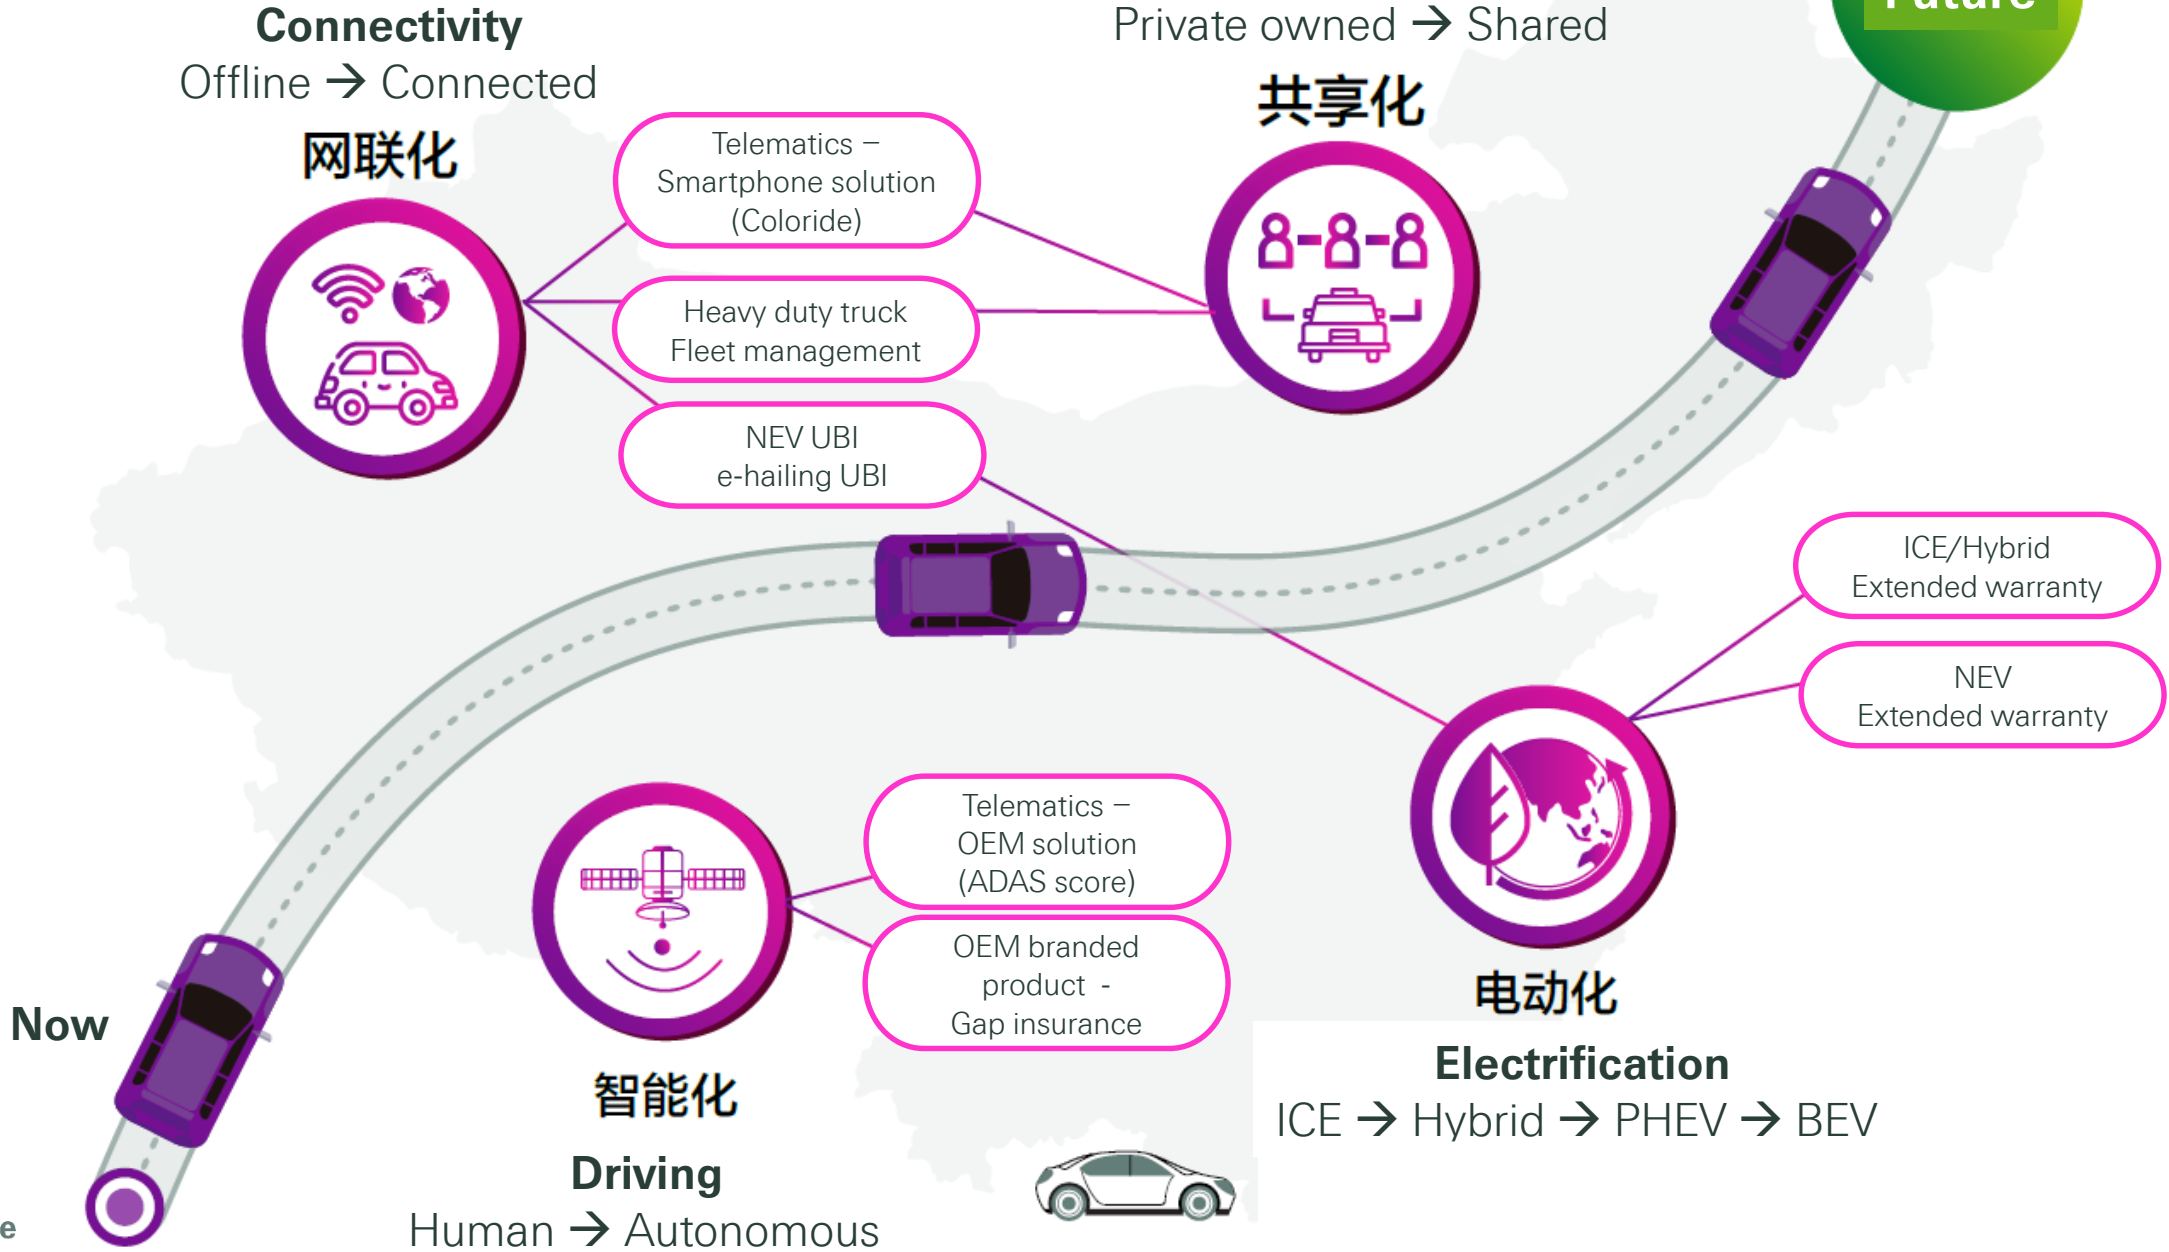 Connectivity
Offline → Connected
网联化
Private owned → Shared
共享化
Future
Telematics –
Smartphone solution
(Coloride)
Heavy duty truck
Fleet management
NEV UBI
e-hailing UBI
ICE/Hybrid
Extended warranty
NEV
Extended warranty
Telematics –
OEM solution
(ADAS score)
OEM branded
product -
Gap insurance
Now
智能化
Driving
Human → Autonomous
电动化
Electrification
ICE → Hybrid → PHEV → BEV